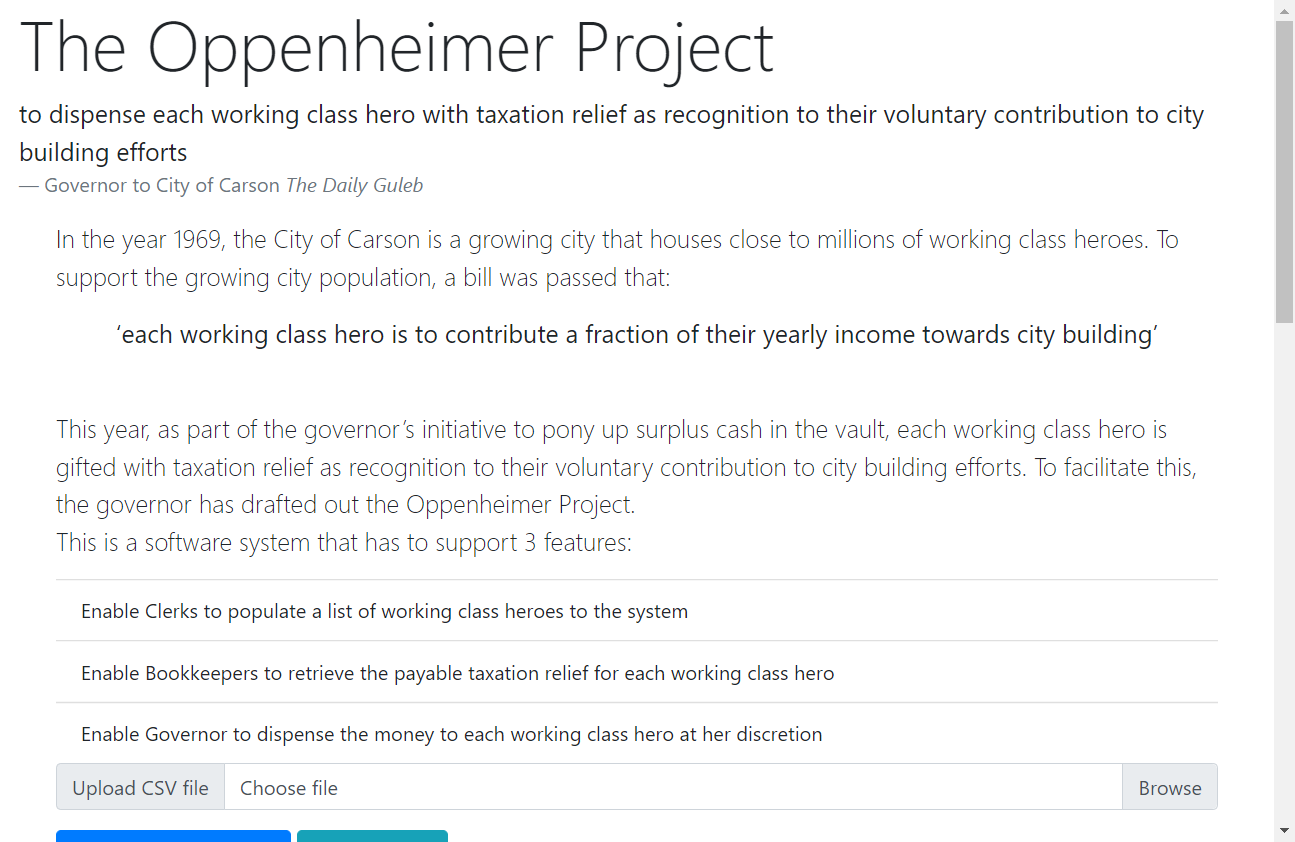 The Oppenheimer Project
to dispense each working class hero with taxation relief as recognition to their voluntary contribution to city
building efforts
— Governor to City of Carson The Daily Guleb
In the year 1969, the City of Carson is a growing city that houses close to millions of working class heroes. To
support the growing city population, a bill was passed that:
‘each working class hero is to contribute a fraction of their yearly income towards city building’
This year, as part of the governor’s initiative to pony up surplus cash in the vault, each working class hero is
gifted with taxation relief as recognition to their voluntary contribution to city building efforts. To facilitate this,
the governor has drafted out the Oppenheimer Project.
This is a software system that has to support 3 features:
Enable Clerks to populate a list of working class heroes to the system
Enable Bookkeepers to retrieve the payable taxation relief for each working class hero
Enable Governor to dispense the money to each working class hero at her discretion
Upload CSV file Choose file Browse